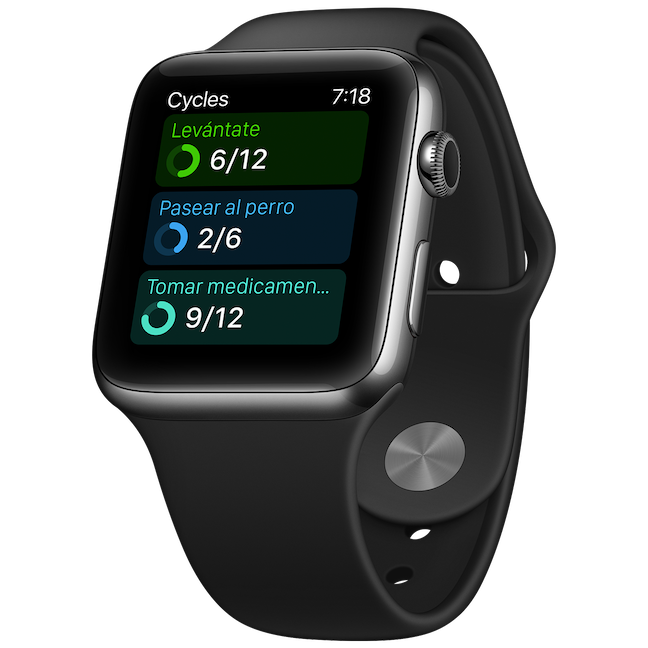 Cycles 7:18
Levántate
6/12
Pasear al perro
2/6
Tomar medicamen...
9/12